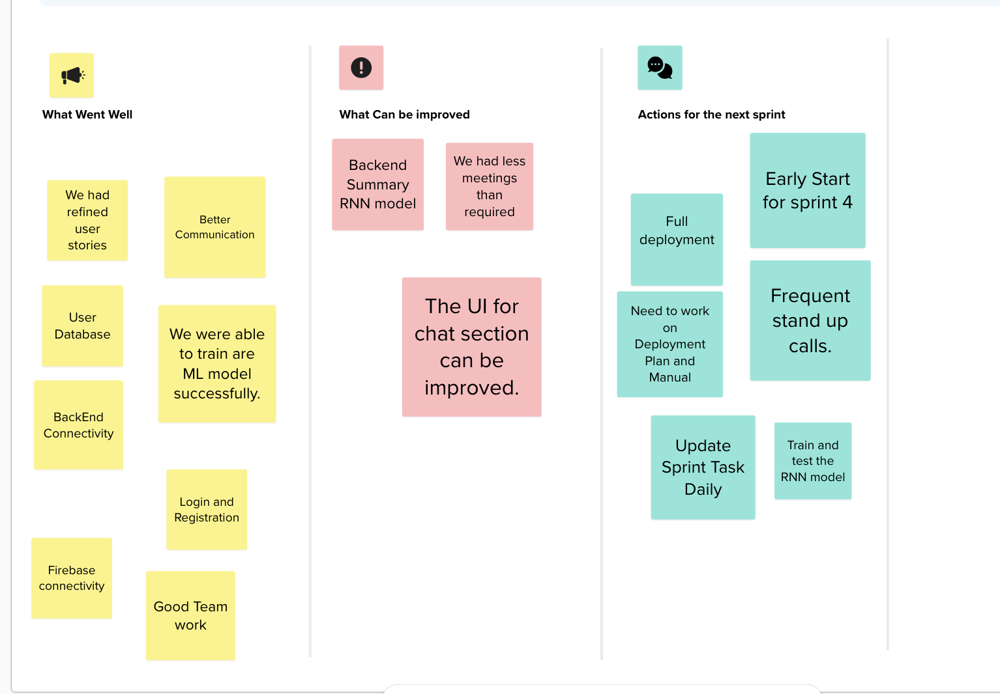 What Went Well
We had
refined
user
stories
Better
Communication
User
Database
We were able
to train are
ML model
successfully.
BackEnd
Connectivity
Login and
Registration
Firebase
connectivity
Good Team
work
What Can be improved
Backend
Summary
RNN model
We had less
meetings
than
required
The UI for
chat section
can be
improved.
Actions for the next sprint
Early Start
for sprint 4
Full
deployment
Frequent
stand up
calls.
Need to work
on
Deployment
Plan and
Manual
Update
Sprint Task
Daily
Train and
test the
RNN model